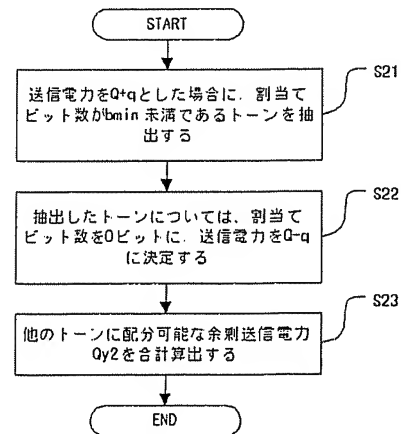 START
S21
送信電力をQ+qとした場合に、割当て
ビット数がbmin 未満であるトーンを抽
出する
S22
抽出したトーンについては、割当て
ビット数を0ビットに、送信電力をQ-q
に決定する
S23
他のトーンに配分可能な余剰送信電力
Qy2を合計算出する
END